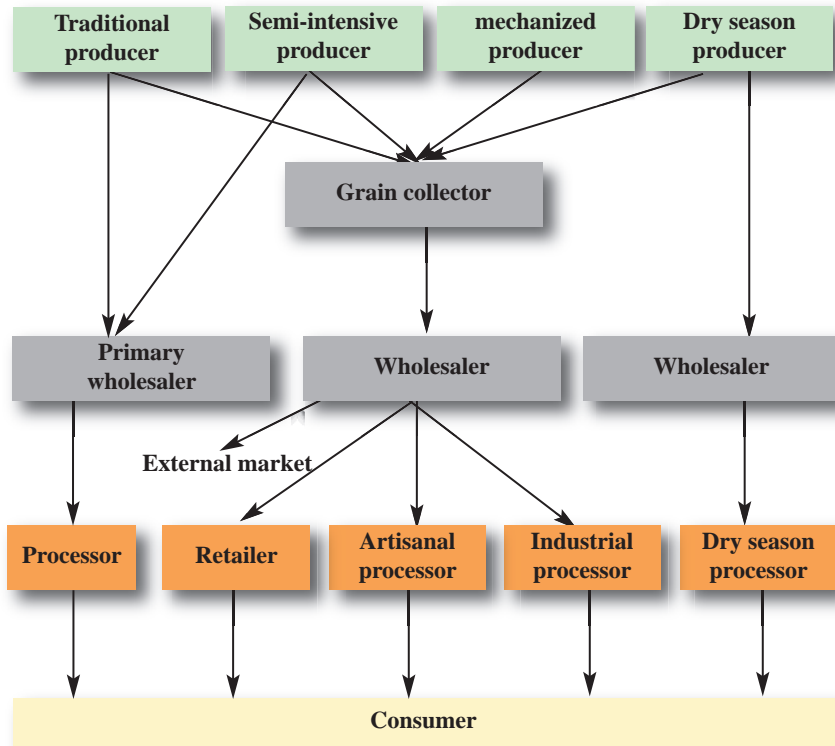 Traditional
producer
Semi-intensive
producer
mechanized
producer
Dry season
producer
Grain collector
Primary
wholesaler
Wholesaler
Wholesaler
External market
Processor
Retailer
Artisanal
processor
Industrial
processor
Dry season
processor
Consumer